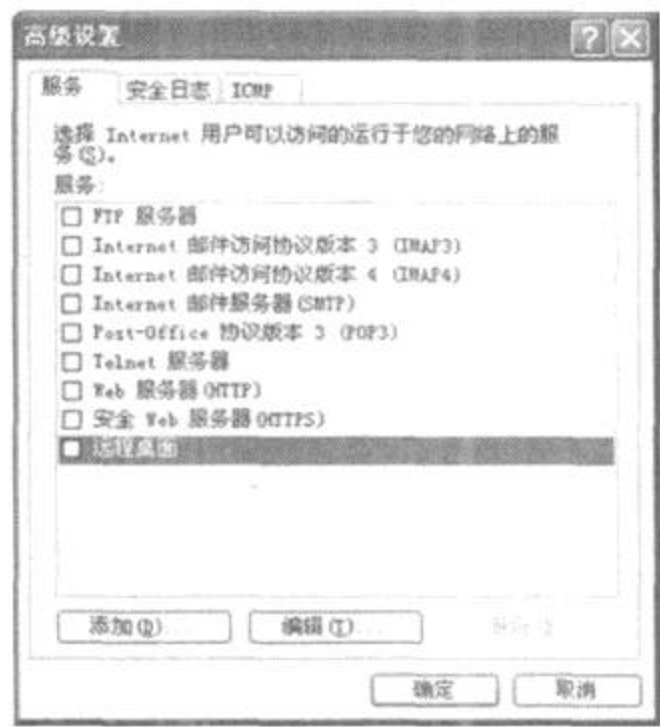 高级设置
服务 安全日志 ICMP
选择 Internet 用户可以访问的运行于您的网络上的服
务(S)。
服务:
FTP 服务器
Internet 邮件访问协议版本 3 (IMAP3)
Internet 邮件访问协议版本 4 (IMAP4)
Internet 邮件服务器(SMTP)
Post-Office 协议版本 3 (POP3)
Telnet 服务器
Web 服务器(HTTP)
安全 Web 服务器(HTTPS)
远程桌面
添加(D)... 编辑(T)...
确定 取消